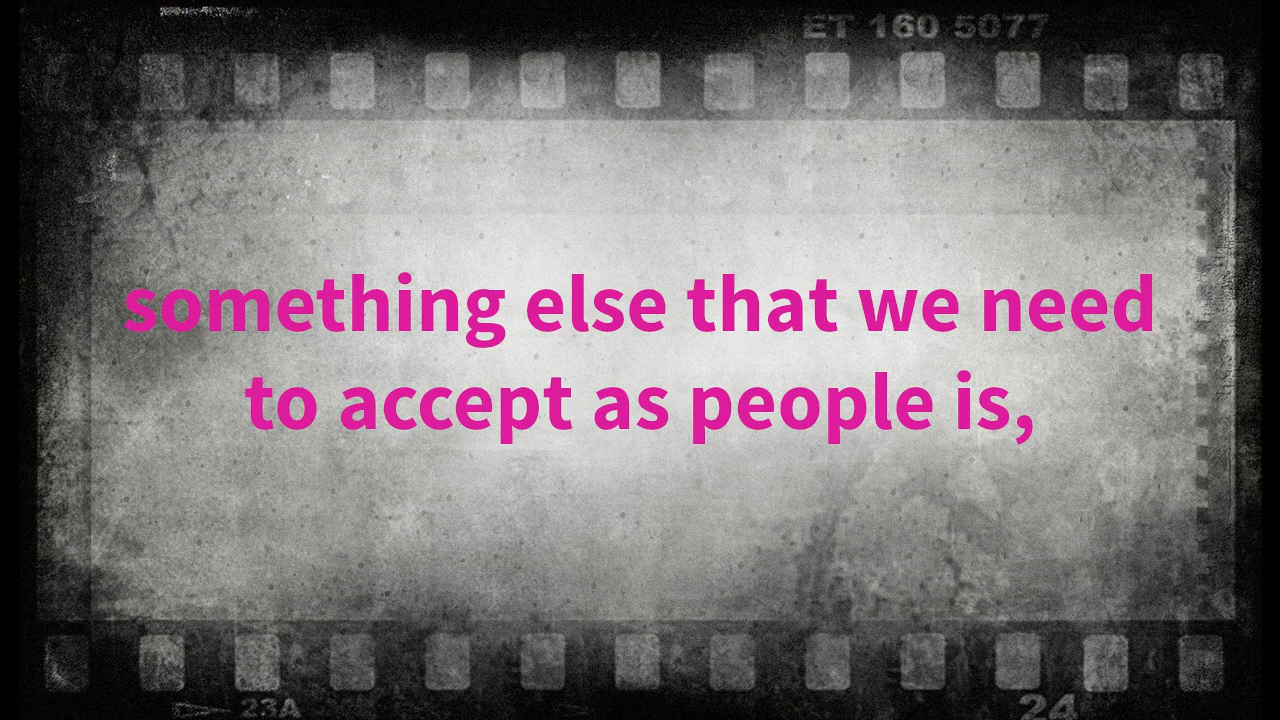 ET 160 5077
something else that we need
to accept as people is,
23A
24